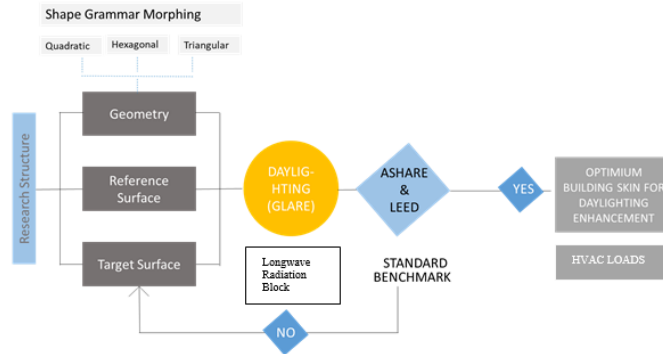 Shape Grammar Morphing
Quadratic
Hexagonal
Triangular
Research Structure
Geometry
Reference
Surface
Target Surface
DAYLIG-
HTING
(GLARE)
Longwave
Radiation
Block
ASHARE
&
LEED
STANDARD
BENCHMARK
YES
NO
OPTIMIUM
BUILDING SKIN FOR
DAYLIGHTING
ENHANCEMENT
HVAC LOADS